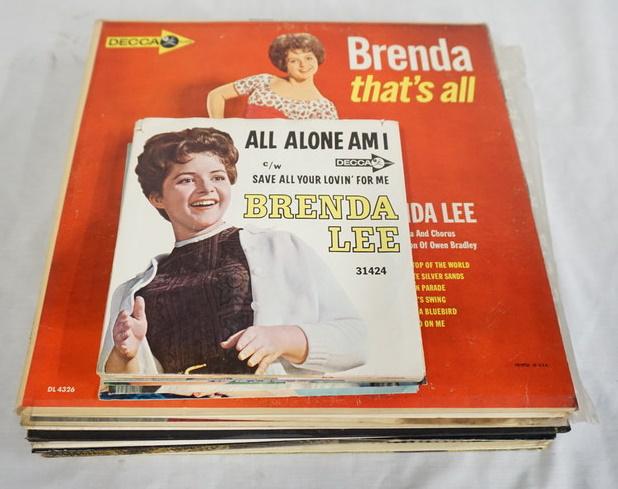 DECCA
Brenda
that's all
ALL ALONE AM I
c/w
DECCA
SAVE ALL YOUR LOVIN' FOR ME
BRENDA
LEE
31424
DA LEE
And Chorus
on Of Owen Bradley
TOP OF THE WORLD
TE SILVER SANDS
N PARADE
'S SWING
A BLUEBIRD
D ON ME
DL 4326